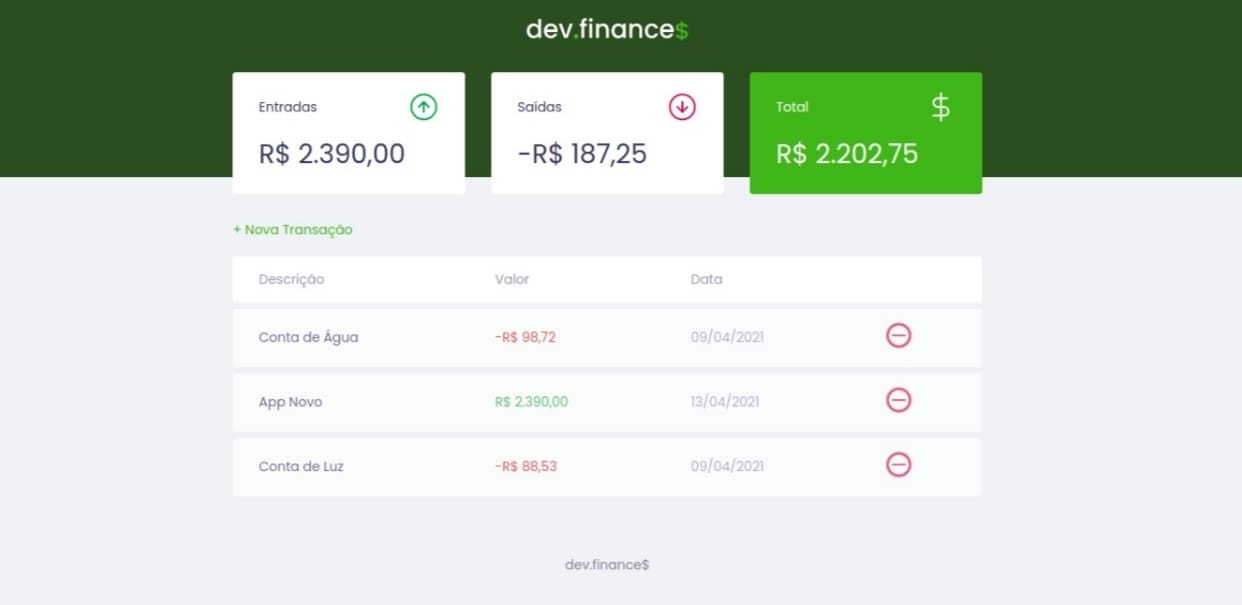 dev.finance$
Entradas
R$ 2.390,00
Saídas
-R$ 187,25
Total
$
R$ 2.202,75
+ Nova Transação
Descrição Valor Data
Conta de Água -R$ 98,72 09/04/2021
App Novo R$ 2.390,00 13/04/2021
Conta de Luz -R$ 88,53 09/04/2021
dev.finance$